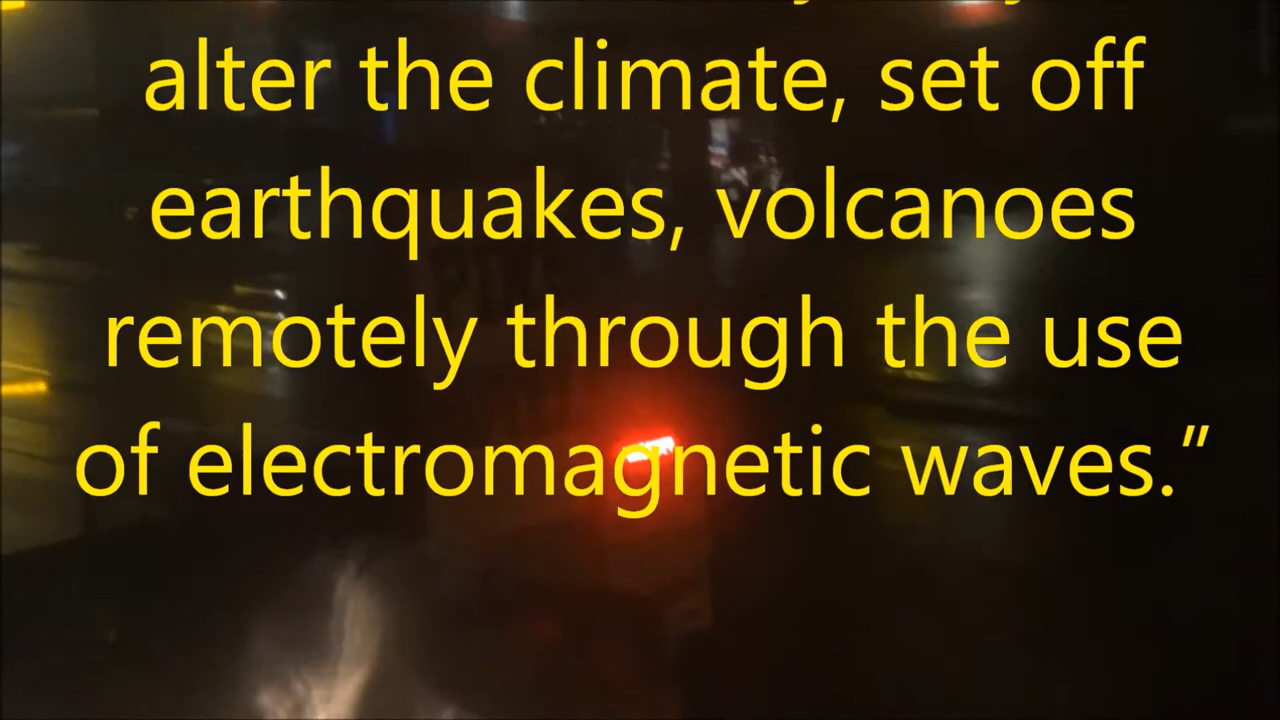 alter the climate, set off
earthquakes, volcanoes
remotely through the use
of electromagnetic waves.”